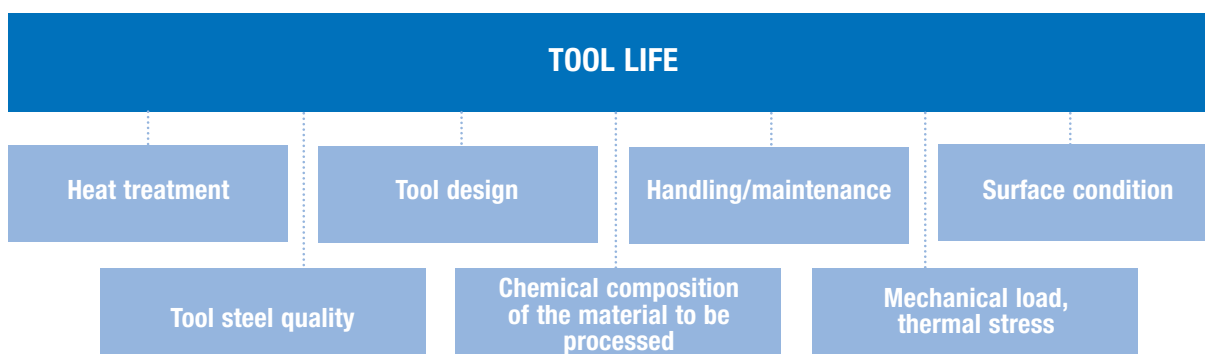 TOOL LIFE
Heat treatment
Tool design
Handling/maintenance
Surface condition
Tool steel quality
Chemical composition
of the material to be
processed
Mechanical load,
thermal stress